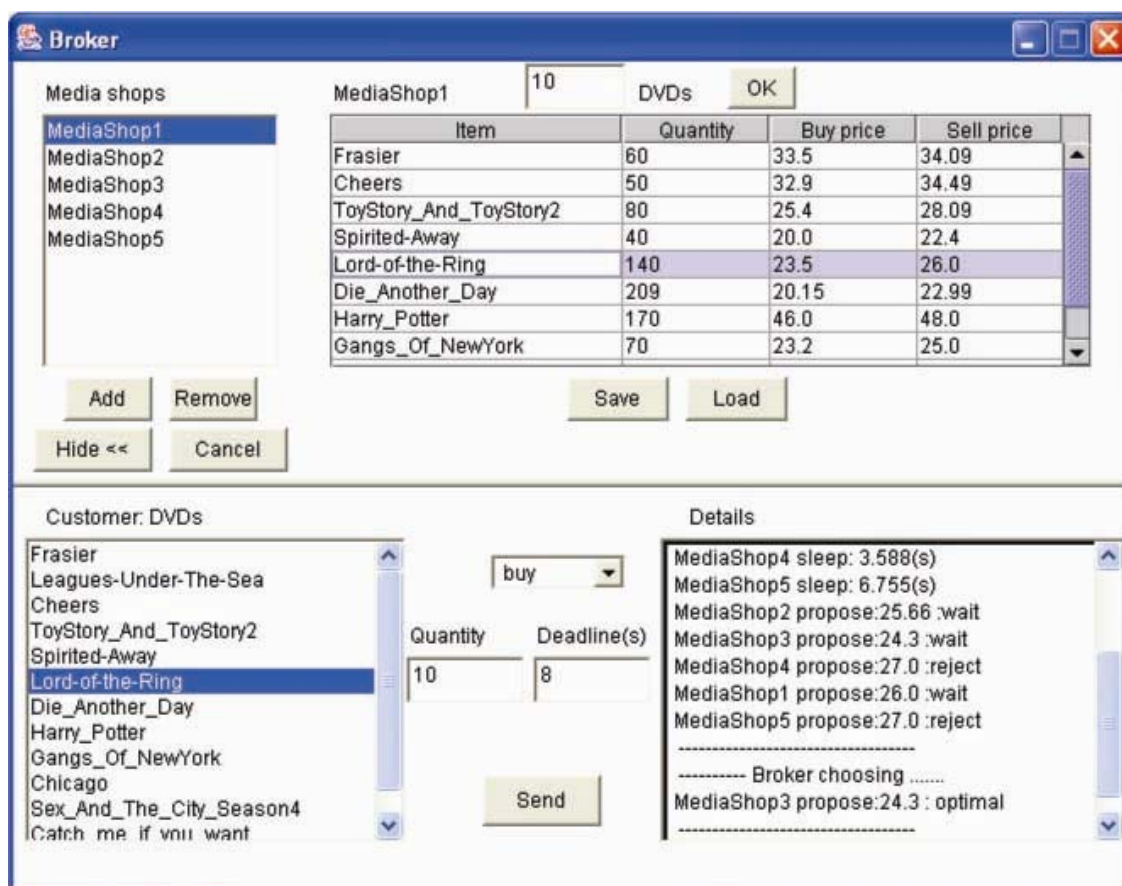 Broker
Media shops
MediaShop1 10 DVDs OK
MediaShop1
MediaShop2
MediaShop3
MediaShop4
MediaShop5
Item Quantity Buy price Sell price
Frasier 60 33.5 34.09
Cheers 50 32.9 34.49
ToyStory_And_ToyStory2 80 25.4 28.09
Spirited-Away 40 20.0 22.4
Lord-of-the-Ring 140 23.5 26.0
Die_Another_Day 209 20.15 22.99
Harry_Potter 170 46.0 48.0
Gangs_Of_NewYork 70 23.2 25.0
Add Remove
Save Load
Hide << Cancel
Customer: DVDs
Frasier
Leagues-Under-The-Sea
Cheers
ToyStory_And_ToyStory2
Spirited-Away
Lord-of-the-Ring
Die_Another_Day
Harry_Potter
Gangs_Of_NewYork
Chicago
Sex_And_The_City_Season4
Catch_me_if_you_want
buy
Quantity Deadline(s)
10 8
Send
Details
MediaShop4 sleep: 3.588(s)
MediaShop5 sleep: 6.755(s)
MediaShop2 propose:25.66 :wait
MediaShop3 propose:24.3 :wait
MediaShop4 propose:27.0 :reject
MediaShop1 propose:26.0 :wait
MediaShop5 propose:27.0 :reject
------------------------------------
---------- Broker choosing .......
MediaShop3 propose:24.3 : optimal
------------------------------------